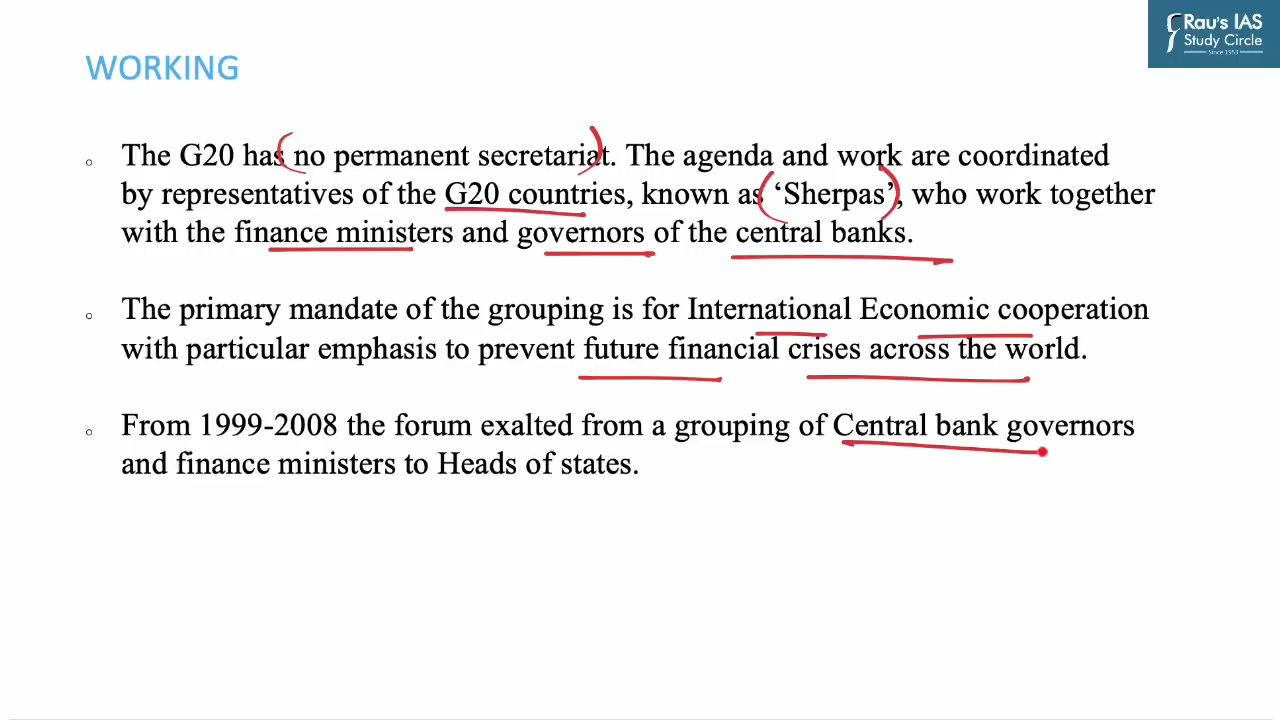 Rau's IAS
Study Circle
Since 1953
WORKING
The G20 has no permanent secretariat. The agenda and work are coordinated
by representatives of the G20 countries, known as ‘Sherpas’, who work together
with the finance ministers and governors of the central banks.
The primary mandate of the grouping is for International Economic cooperation
with particular emphasis to prevent future financial crises across the world.
From 1999-2008 the forum exalted from a grouping of Central bank governors
and finance ministers to Heads of states.